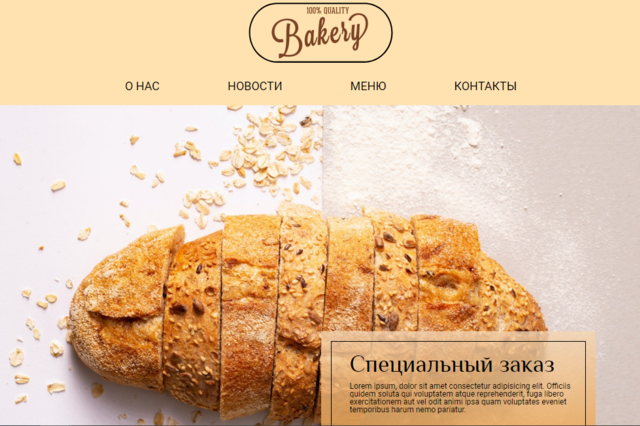 100% QUALITY
Bakery
О НАС НОВОСТИ МЕНЮ КОНТАКТЫ
Специальный заказ
Lorem ipsum, dolor sit amet consectetur adipisicing elit. Officiis
quidem soluta qui voluptatem atque reprehenderit, fuga libero
exercitationem aut vel odit animi ipsa quam voluptates eveniet
temporibus harum nemo pariatur.